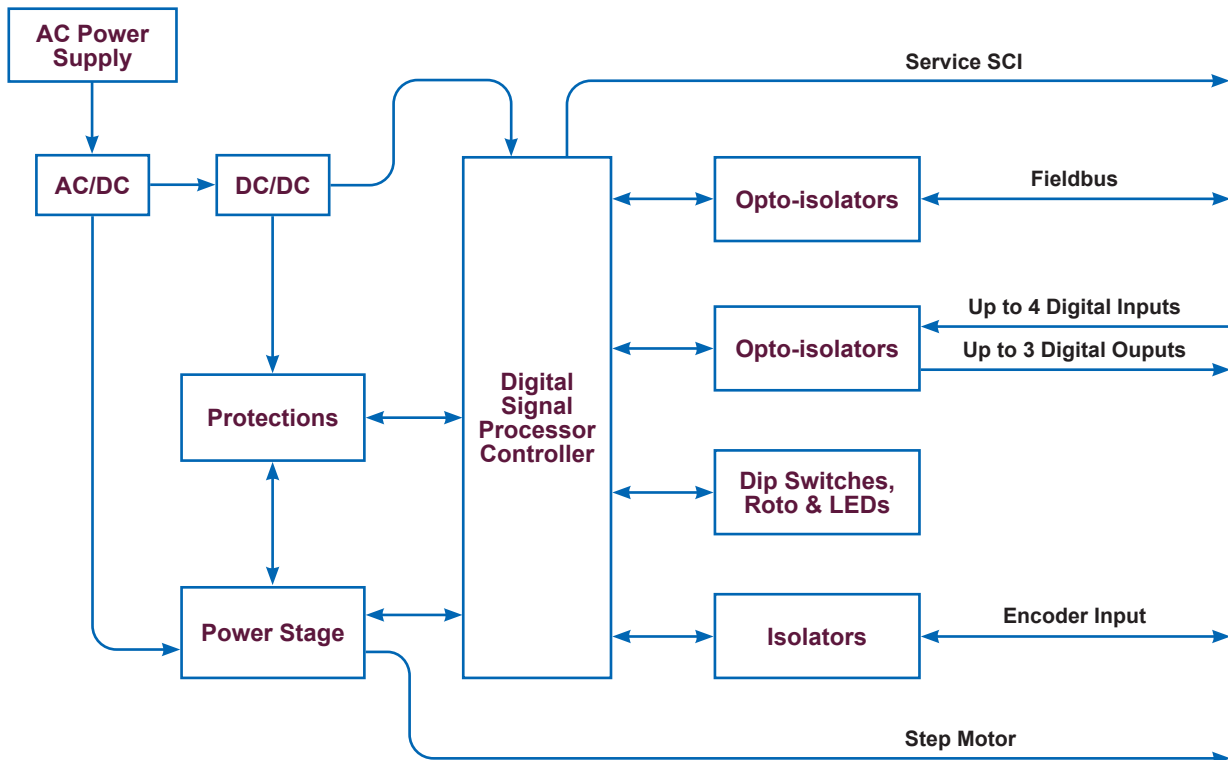 AC Power
Supply
Service SCI
AC/DC
DC/DC
Opto-isolators
Fieldbus
Up to 4 Digital Inputs
Opto-isolators
Up to 3 Digital Ouputs
Digital
Signal
Processor
Controller
Protections
Dip Switches,
Roto & LEDs
Power Stage
Isolators
Encoder Input
Step Motor